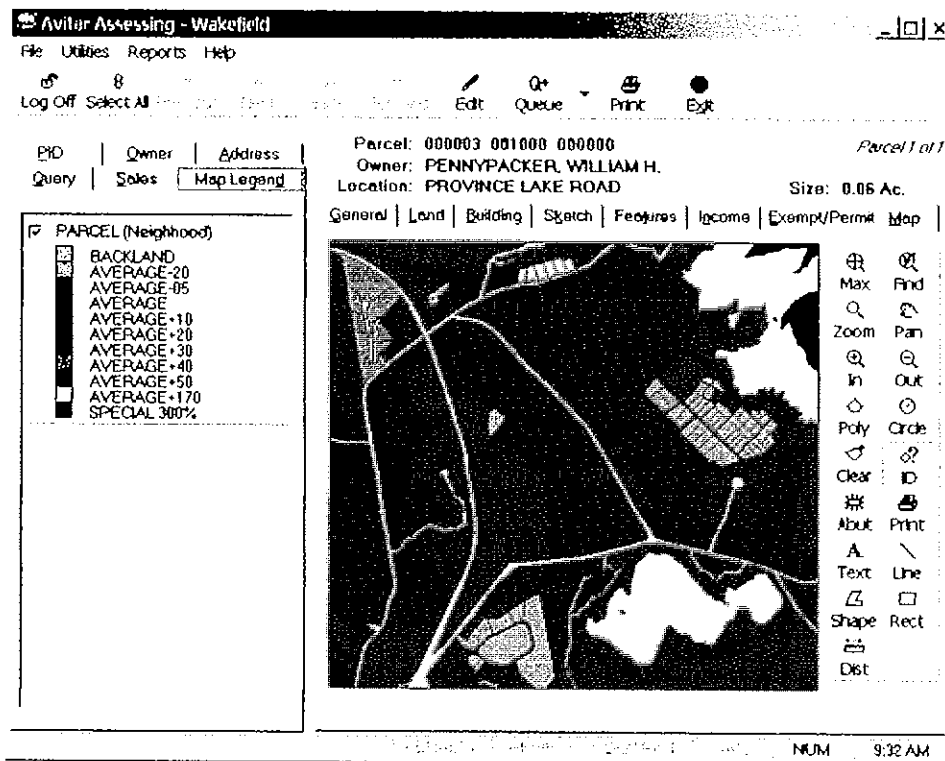 Avitar Assessing - Wakefield
File Utilities Reports Help
Log Off Select All Edit Queue Print Exit
PID Owner Address
Query Sales Map Legend
Parcel: 000003 001000 000000 Parcel 1 of 1
Owner: PENNYPACKER, WILLIAM H.
Location: PROVINCE LAKE ROAD Size: 0.06 Ac.
General Land Building Sketch Features Income Exempt/Permit Map
PARCEL (Neighhood)
BACKLAND
AVERAGE-20
AVERAGE-05
AVERAGE
AVERAGE+10
AVERAGE+20
AVERAGE+30
AVERAGE+40
AVERAGE+50
AVERAGE+170
SPECIAL 300%
Max Find
Zoom Pan
In Out
Poly Circle
Clear ID
Abut Print
Text Line
Shape Rect
Dist
NUM 9:32 AM